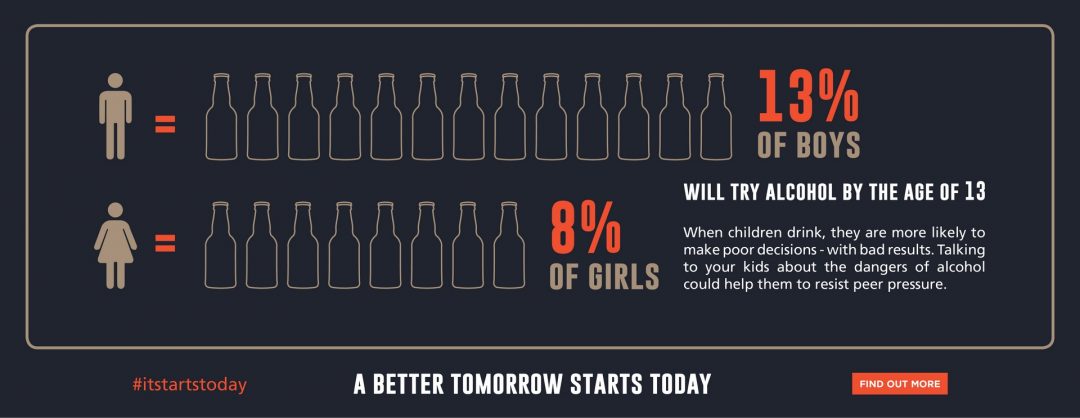 =
13%
OF BOYS
=
8%
OF GIRLS
WILL TRY ALCOHOL BY THE AGE OF 13
When children drink, they are more likely to
make poor decisions - with bad results. Talking
to your kids about the dangers of alcohol
could help them to resist peer pressure.
#itstartstoday
A BETTER TOMORROW STARTS TODAY
FIND OUT MORE